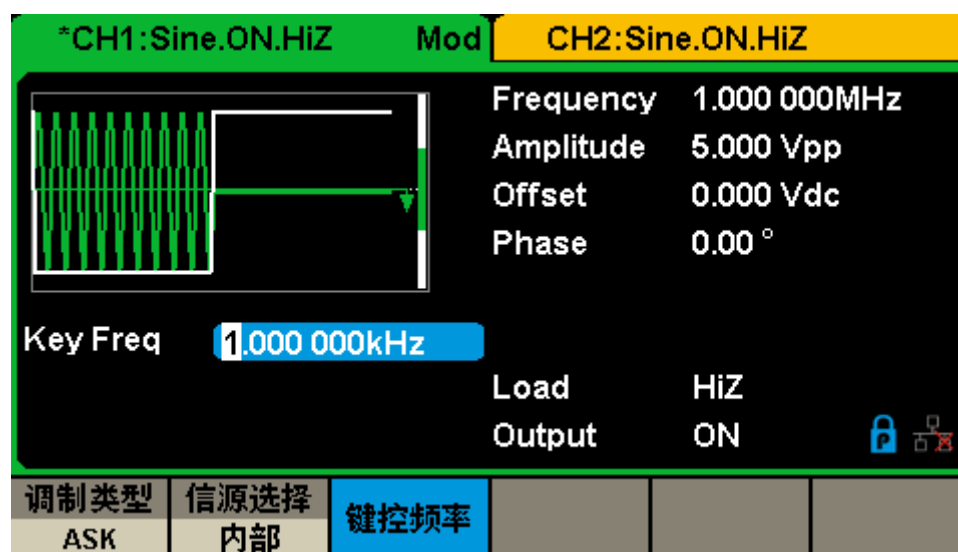 *CH1:Sine.ON.HiZ Mod CH2:Sine.ON.HiZ
Frequency 1.000 000MHz
Amplitude 5.000 Vpp
Offset 0.000 Vdc
Phase 0.00 °
Key Freq 1.000 000kHz
Load HiZ
Output ON
调制类型 信源选择 键控频率
ASK 内部